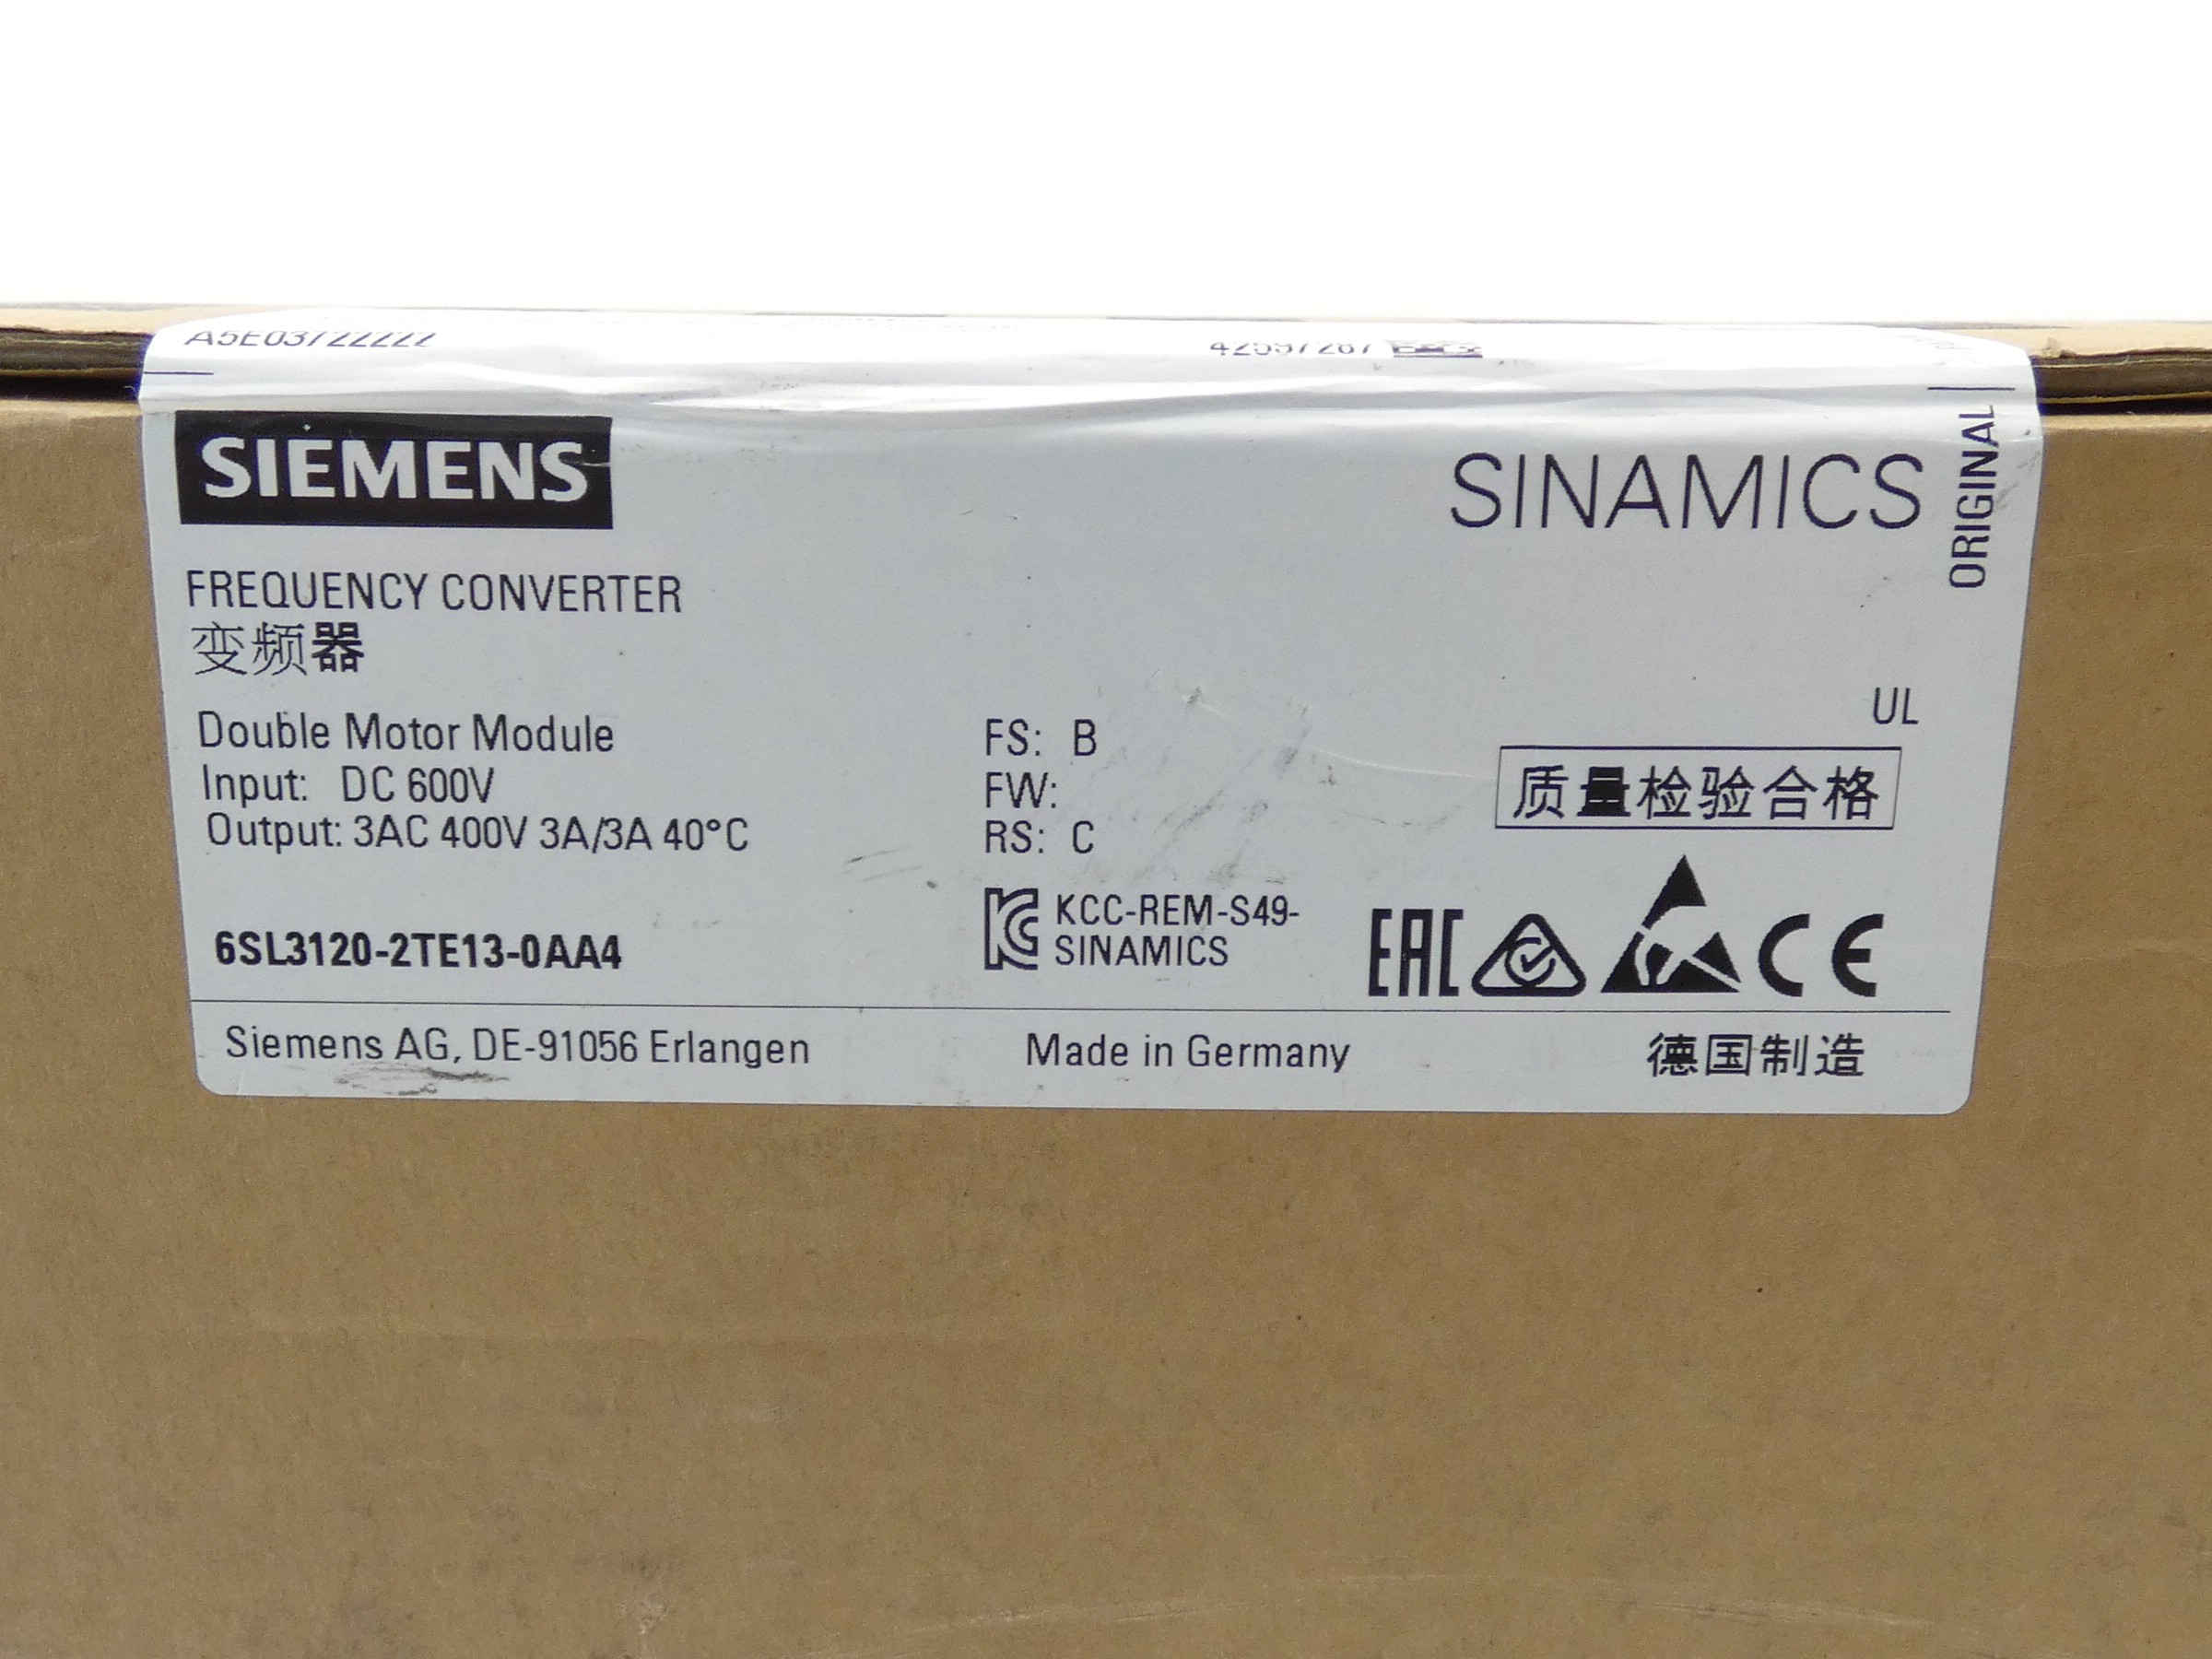 A5E03722222
42597287
SIEMENS
SINAMICS
ORIGINAL
FREQUENCY CONVERTER
变频器
Double Motor Module
Input: DC 600V
Output: 3AC 400V 3A/3A 40°C
FS: B
FW:
RS: C
UL
质量检验合格
6SL3120-2TE13-0AA4
KCC-REM-S49-
SINAMICS
EAC
CE
Siemens AG, DE-91056 Erlangen
Made in Germany
德国制造